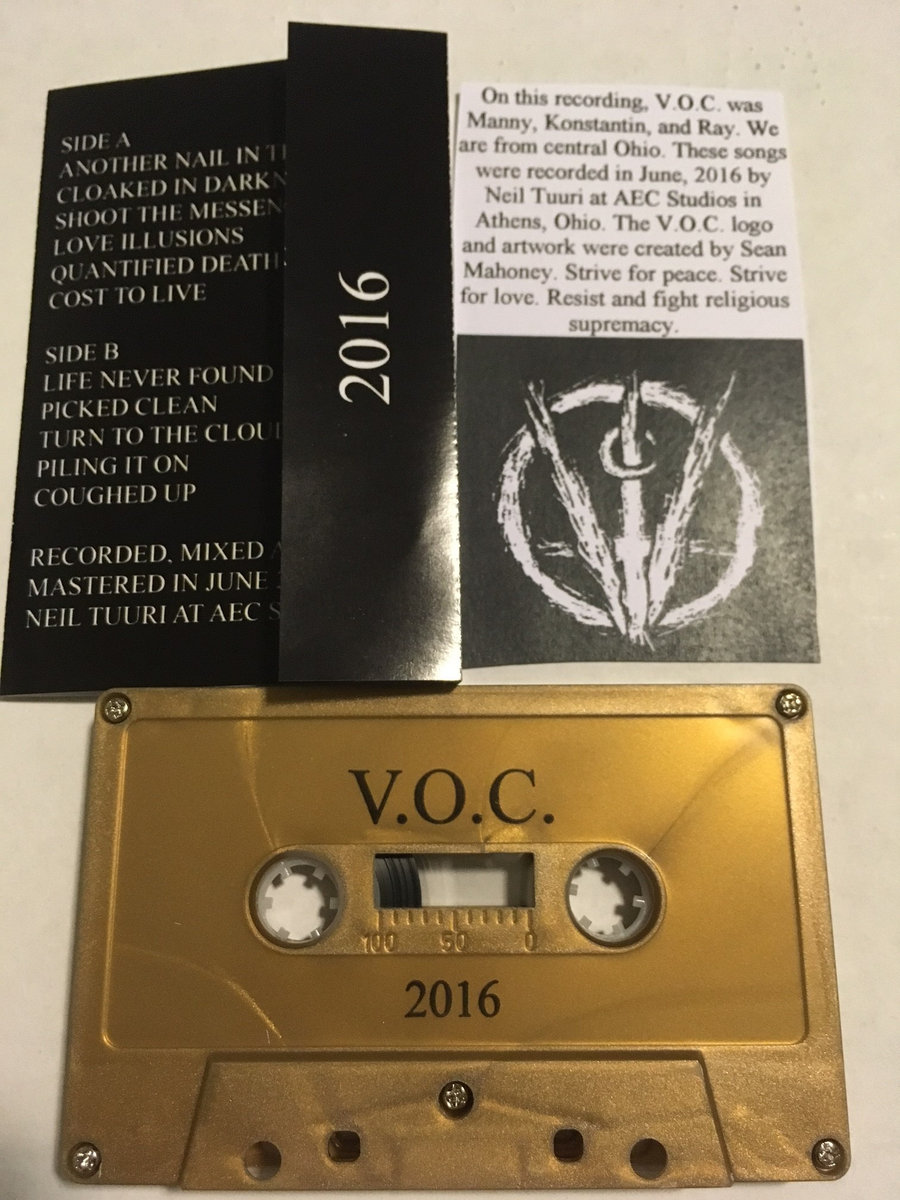 SIDE A
ANOTHER NAIL IN
CLOAKED IN
SHOOT THE
LOVE ILLUSIONS
QUANTIFIED DEATH
COST TO LIVE
SIDE B
LIFE NEVER FOUND
PICKED CLEAN
TURN TO THE
PILING IT ON
COUGHED UP
RECORDED, MIXED
MASTERED IN JUNE
NEIL TUURI AT AEC
2016
On this recording, V.O.C. was
Manny, Konstantin, and Ray. We
are from central Ohio. These songs
were recorded in June, 2016 by
Neil Tuuri at AEC Studios in
Athens, Ohio. The V.O.C. logo
and artwork were created by Sean
Mahoney. Strive for peace. Strive
for love. Resist and fight religious
supremacy.
V.O.C.
100 50 0
2016